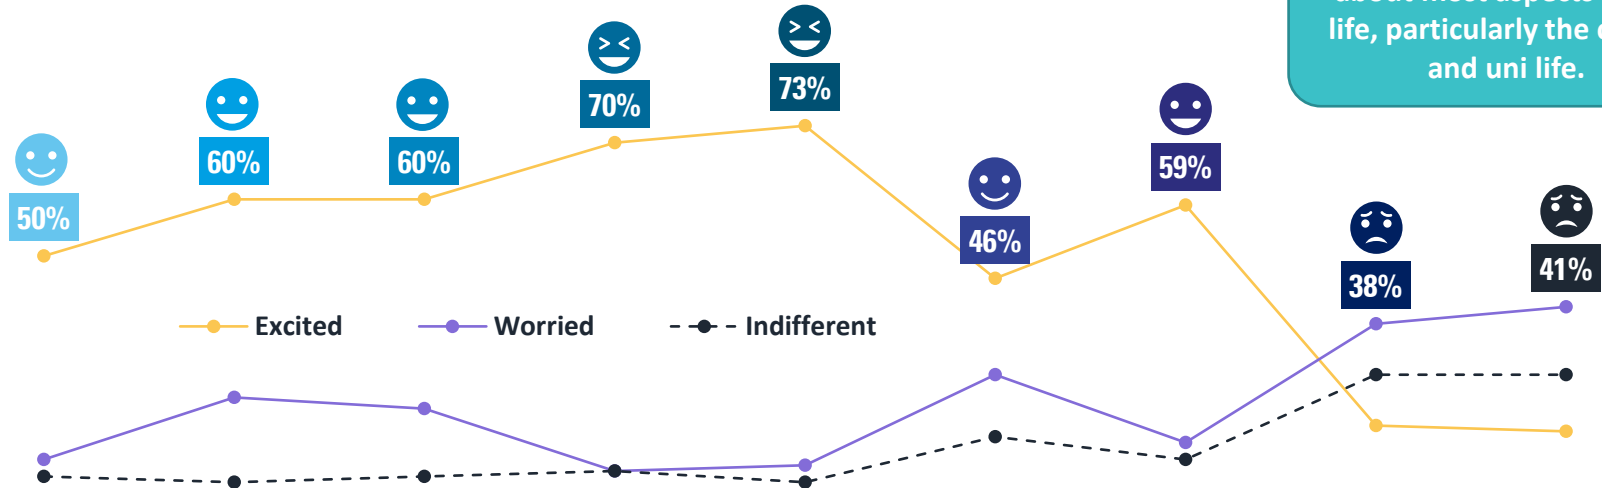 life, particularly the
and uni life.
73%
70%
60%
60%
59%
50%
46%
41%
38%
Excited
Worried
Indifferent